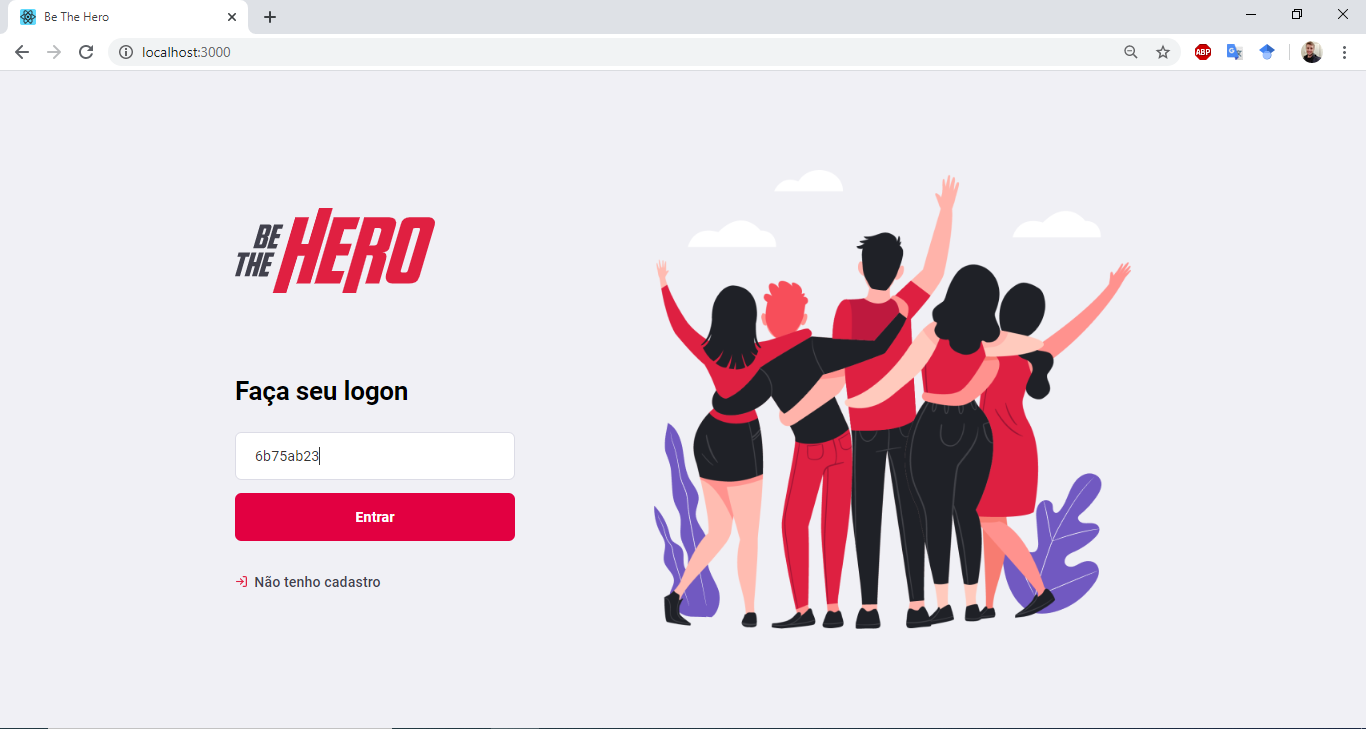 Be The Hero
localhost:3000
ABP
BE
THE
HERO
Faça seu logon
6b75ab23
Entrar
Não tenho cadastro